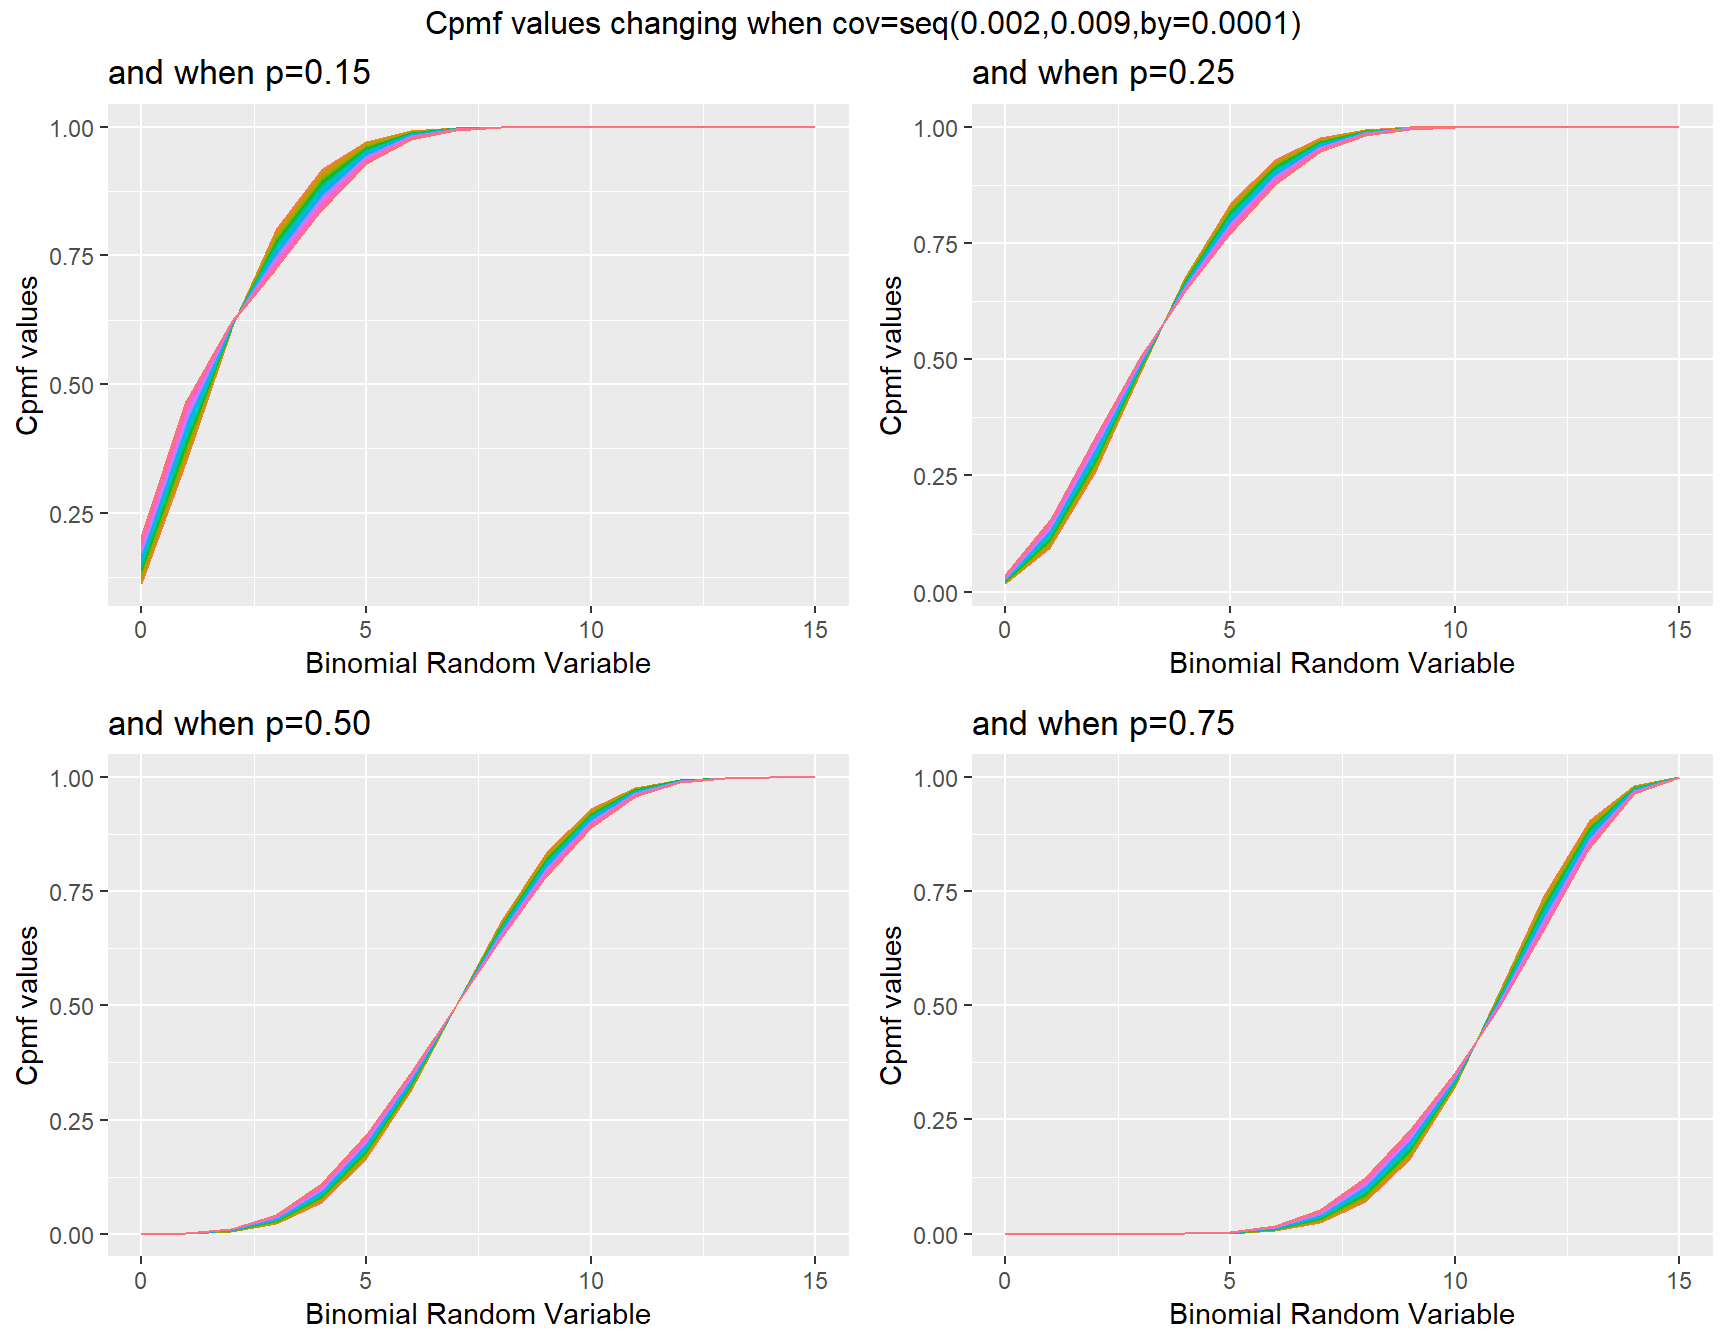 Cpmf values changing when cov=seq(0.002,0.009,by=0.0001)
and when p=0.15
Cpmf values
1.00
0.75
0.50
0.25
0
5
10
15
Binomial Random Variable
and when p=0.25
Cpmf values
1.00
0.75
0.50
0.25
0.00
0
5
10
15
Binomial Random Variable
and when p=0.50
Cpmf values
1.00
0.75
0.50
0.25
0.00
0
5
10
15
Binomial Random Variable
and when p=0.75
Cpmf values
1.00
0.75
0.50
0.25
0.00
0
5
10
15
Binomial Random Variable